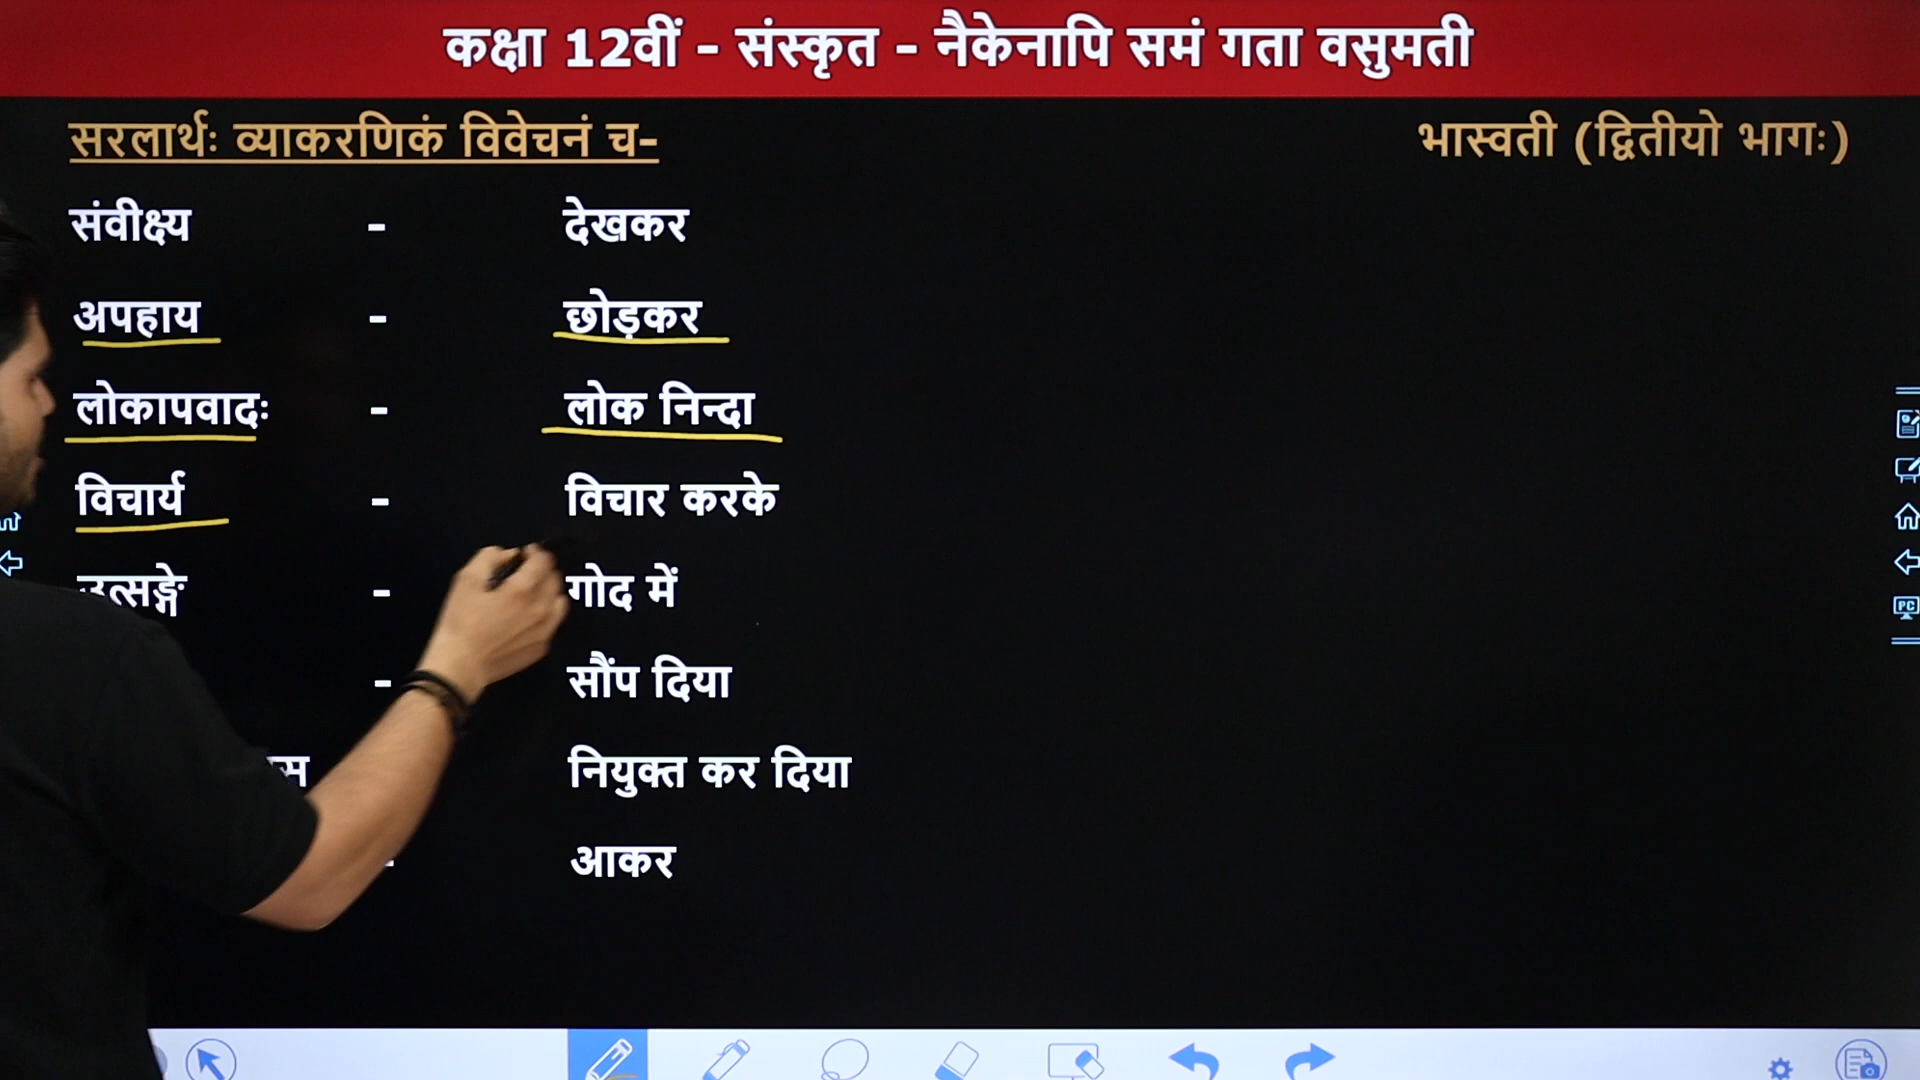 कक्षा 12वीं - संस्कृत - नैकेनापि समं गता वसुमती
सरलार्थः व्याकरणिकं विवेचनं च-
भास्वती (द्वितीयो भागः)
संवीक्ष्य - देखकर
अपहाय - छोड़कर
लोकापवादः - लोक निन्दा
विचार्य - विचार करके
उत्सङ्गे - गोद में
- सौंप दिया
नियुक्त कर दिया
- आकर
PC